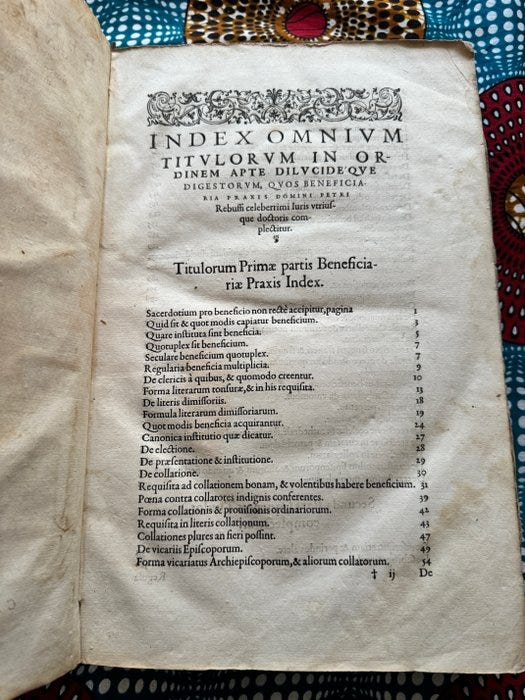 INDEX OMNIVM
TITVLORVM IN OR-
DINEM APTE DILVCIDE'QVE
DIGESTORVM, QVOS BENEFICIA-
RIA PRAXIS DOMINI PETRI
Rebuffi celeberrimi Iuris vtriusq́;
que doctoris com-
plectitur.
Titulorum Primæ partis Beneficia-
riæ Praxis Index.
Sacerdotium pro beneficio non rectè accipitur, pagina 1
Quid sit & quot modis capiatur beneficium. 3
Quare instituta sint beneficia. 5
Quotuplex sit beneficium. 7
Seculare beneficium quotuplex. 7
Regularia beneficia multiplicia. 9
De clericis à quibus, & quomodo creentur. 10
Forma literarum tonsuræ, & in his requisita. 13
De literis dimissoriis. 18
Formula literarum dimissoriarum. 19
Quot modis beneficia acquirantur. 24
Canonica institutio quæ dicatur. 27
De electione. 28
De præsentatione & institutione. 29
De collatione. 30
Requisita ad collationem bonam, & volentibus habere beneficium. 31
Pœna contra collatores indignis conferentes. 39
Forma collationis & prouisionis ordinariorum. 42
Requisita in literis collationum. 43
Collationes plures an fieri possint. 47
De vicariis Episcoporum. 49
Forma vicariatus Archiepiscoporum, & aliorum collatorum. 54
† ij De